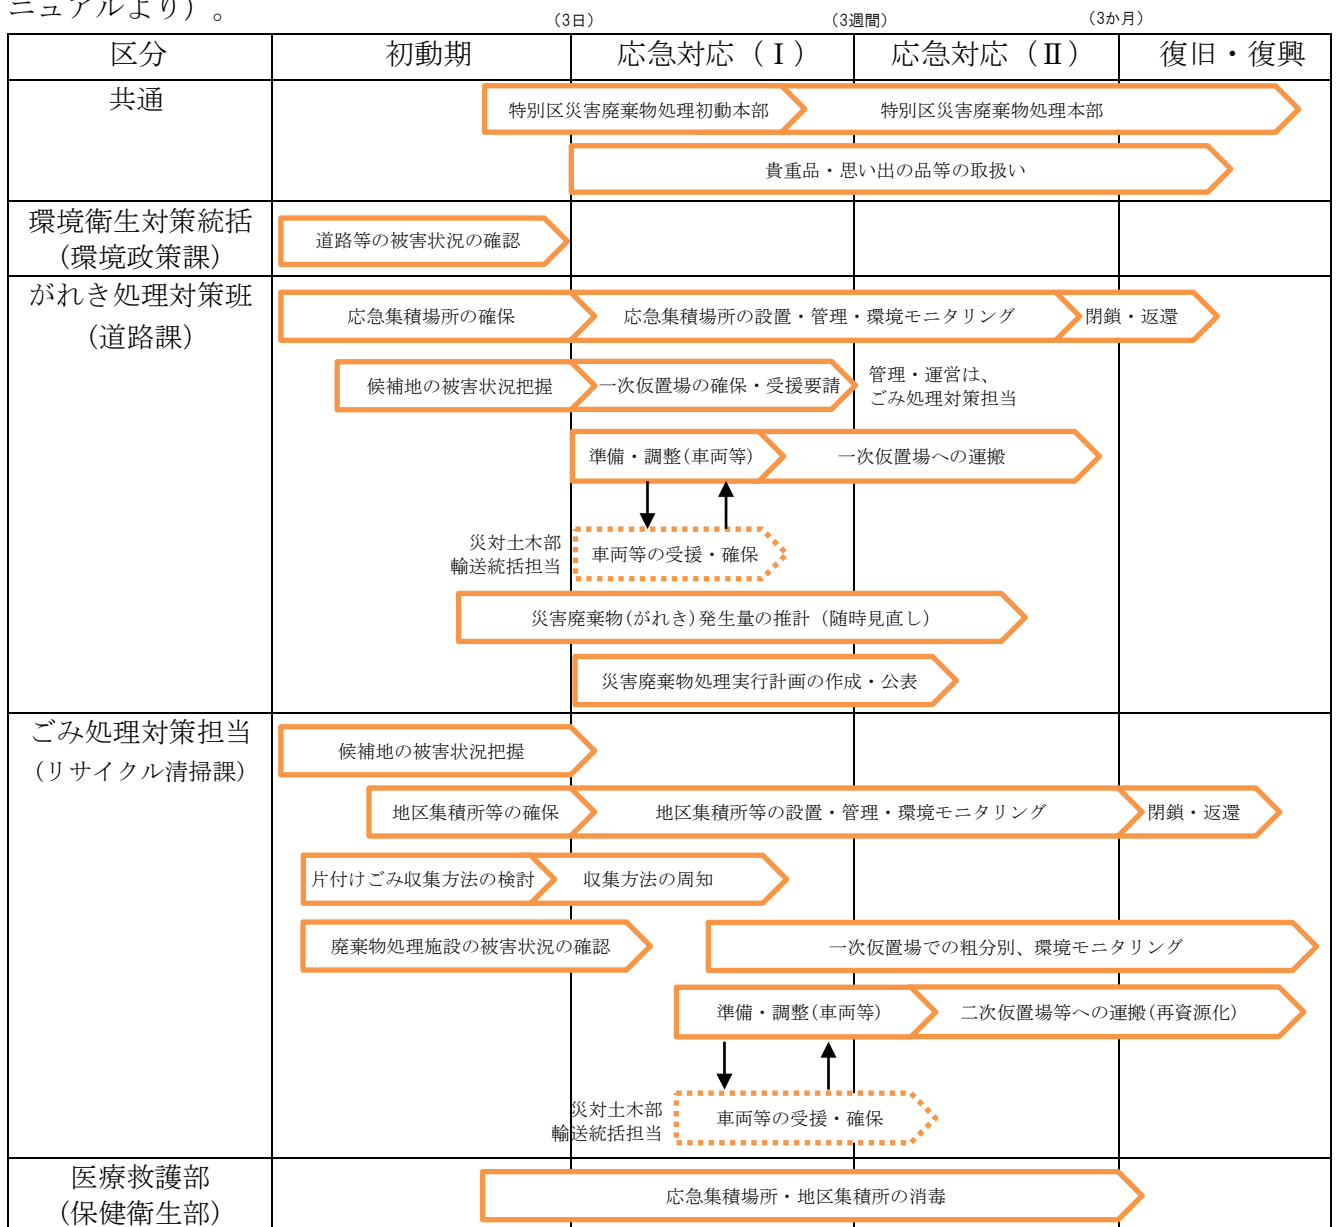 ニュアルより）。
（3日）
（3週間）
（3か月）
区分
初動期
応急対応（Ⅰ）
応急対応（Ⅱ）
復旧・復興
共通
特別区災害廃棄物処理初動本部
特別区災害廃棄物処理本部
貴重品・思い出の品等の取扱い
環境衛生対策統括
（環境政策課）
道路等の被害状況の確認
がれき処理対策班
（道路課）
応急集積場所の確保
応急集積場所の設置・管理・環境モニタリング
閉鎖・返還
候補地の被害状況把握
一次仮置場の確保・受援要請
管理・運営は、
ごみ処理対策担当
準備・調整(車両等)
一次仮置場への運搬
災対土木部
輸送統括担当
車両等の受援・確保
災害廃棄物(がれき)発生量の推計（随時見直し）
災害廃棄物処理実行計画の作成・公表
ごみ処理対策担当
（リサイクル清掃課）
候補地の被害状況把握
地区集積所等の確保
地区集積所等の設置・管理・環境モニタリング
閉鎖・返還
片付けごみ収集方法の検討
収集方法の周知
廃棄物処理施設の被害状況の確認
一次仮置場での粗分別、環境モニタリング
準備・調整(車両等)
二次仮置場等への運搬(再資源化)
災対土木部
輸送統括担当
車両等の受援・確保
医療救護部
（保健衛生部）
応急集積場所・地区集積所の消毒